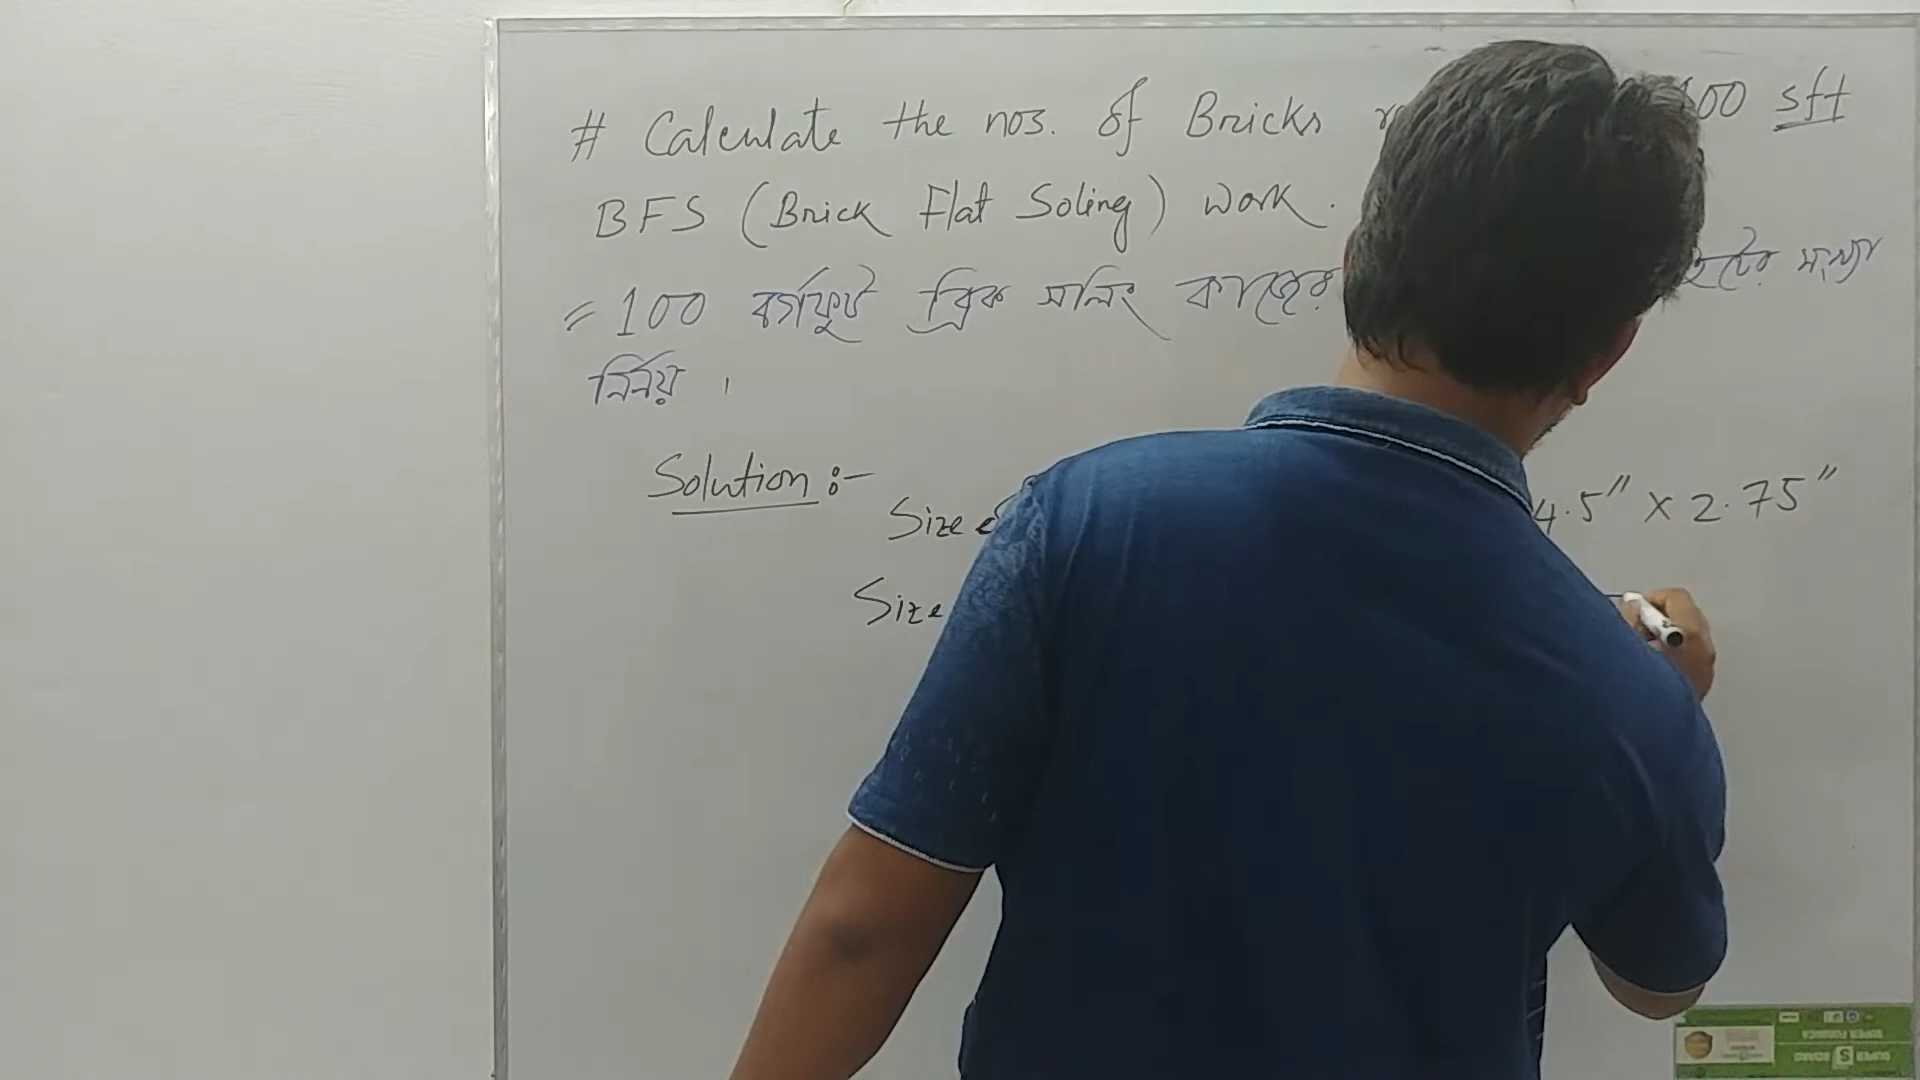 # Calculate the nos. of Bricks 100 sft
BFS (Brick Flat Soling) work.
= 100 বর্গফুট ব্রিক সলিং কাজের ইটের সংখ্যা
নির্নয় ।
Solution :-
Size 4.5" x 2.75"
Size